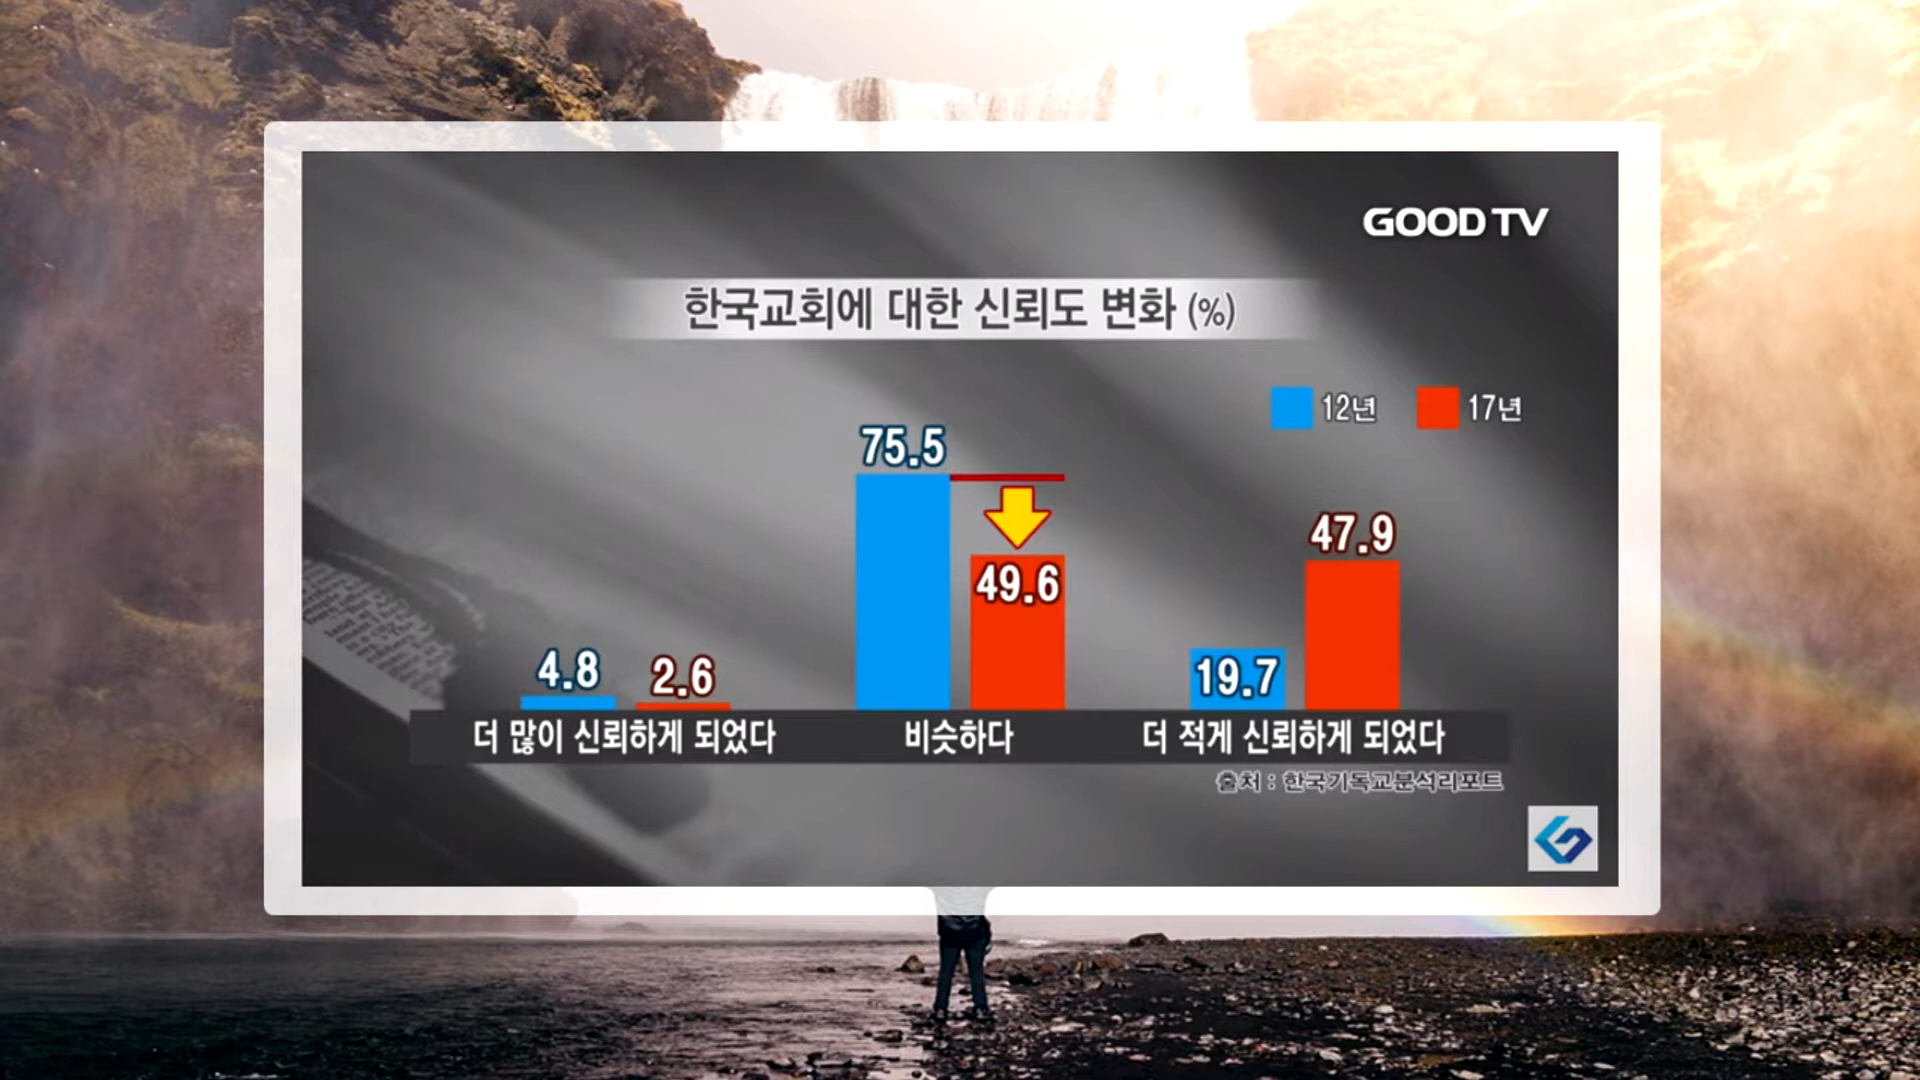 GOOD TV
한국교회에 대한 신뢰도 변화 (%)
12년 17년
75.5
49.6
47.9
4.8 2.6
19.7
더 많이 신뢰하게 되었다 비슷하다 더 적게 신뢰하게 되었다
출처 : 한국기독교분석리포트